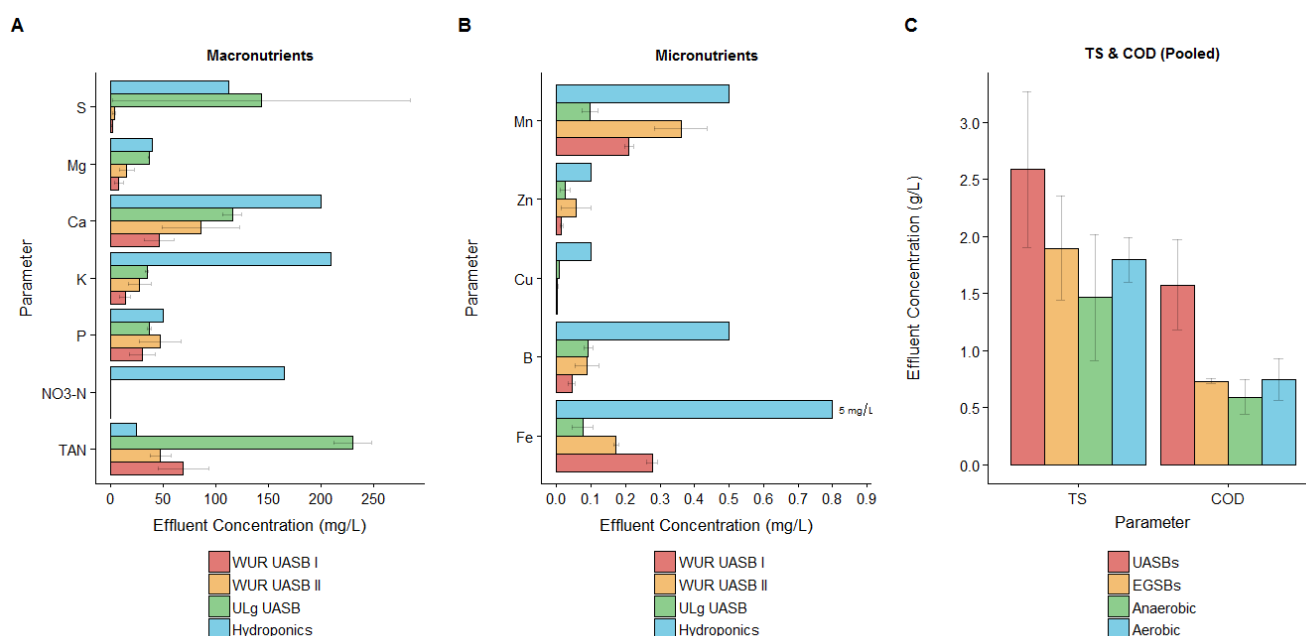 A
Macronutrients
Parameter
S
Mg
Ca
K
P
NO3-N
TAN
0 50 100 150 200 250
Effluent Concentration (mg/L)
WUR UASB I
WUR UASB II
ULg UASB
Hydroponics
B
Micronutrients
Parameter
Mn
Zn
Cu
B
Fe
5 mg/L
0.0 0.1 0.2 0.3 0.4 0.5 0.6 0.7 0.8 0.9
Effluent Concentration (mg/L)
WUR UASB I
WUR UASB II
ULg UASB
Hydroponics
C
TS & COD (Pooled)
Effluent Concentration (g/L)
3.0
2.5
2.0
1.5
1.0
0.5
0.0
TS COD
Parameter
UASBs
EGSBs
Anaerobic
Aerobic